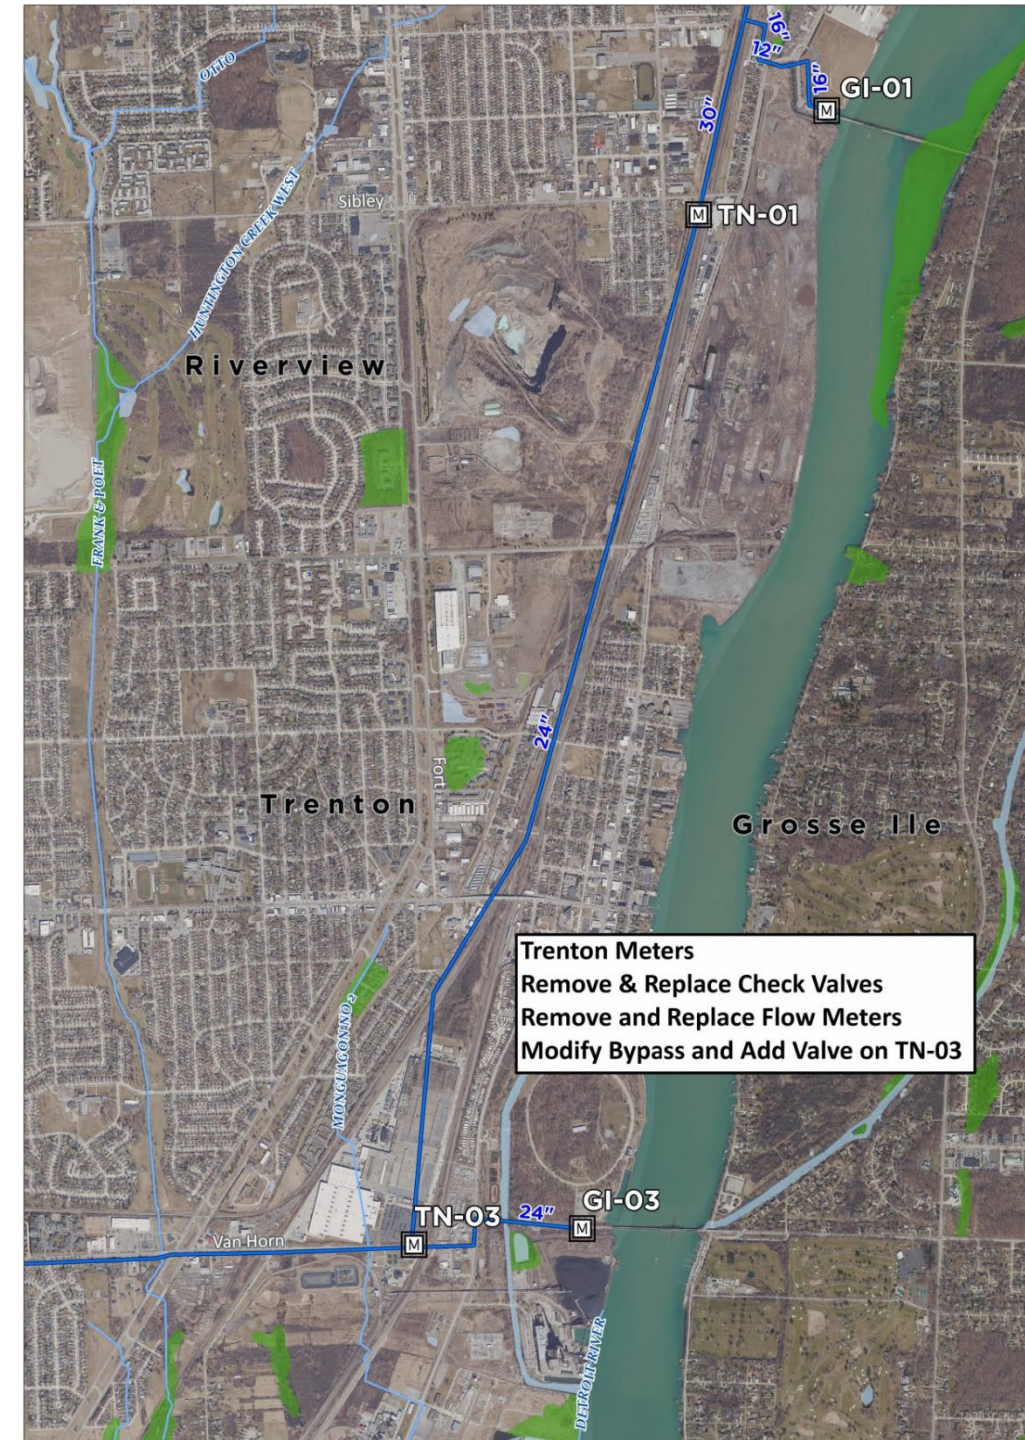 16"
12"
16"
GI-01
M
30"
OTTO
Sibley
M
TN-01
HUNTINGTON CREEK WEST
Riverview
FRANK & POET
24"
Fort
Trenton
Grosse Ile
Trenton Meters
Remove & Replace Check Valves
Remove and Replace Flow Meters
Modify Bypass and Add Valve on TN-03
MONGUAGON NO 2
TN-03
24"
GI-03
M
M
Van Horn
DETROIT RIVER